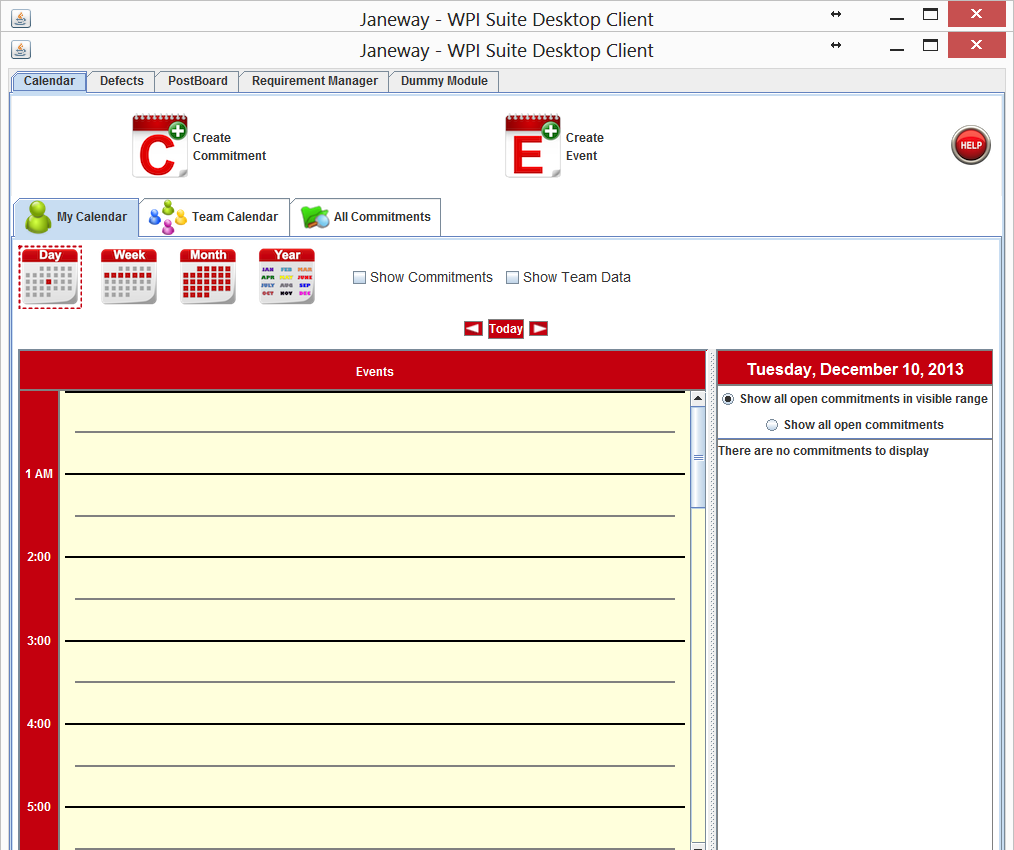 Janeway - WPI Suite Desktop Client
Janeway - WPI Suite Desktop Client
Calendar Defects PostBoard Requirement Manager Dummy Module
C Create
Commitment
E Create
Event
HELP
My Calendar Team Calendar All Commitments
Day Week Month Year
JAN FEB MAR
APR MAY JUNE
JULY AUG SEP
OCT NOV DEC
Show Commitments Show Team Data
Today
Events
Tuesday, December 10, 2013
Show all open commitments in visible range
Show all open commitments
There are no commitments to display
1 AM
2:00
3:00
4:00
5:00